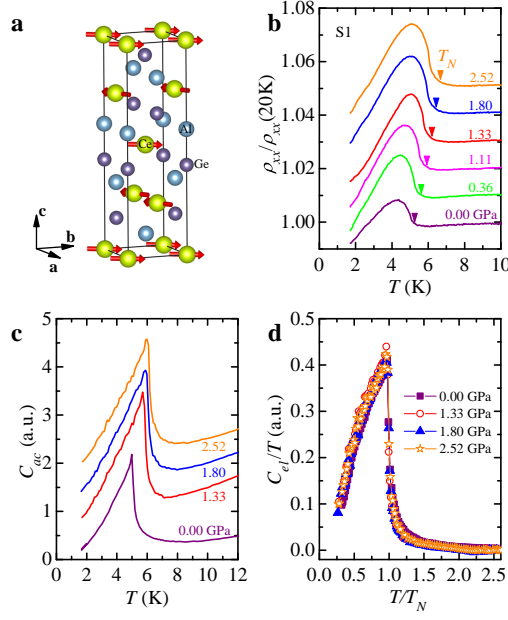 a
Ce
Al
Ge
c
b
a
b
S1
T_N
2.52
1.80
1.33
1.11
0.36
0.00 GPa
1.08
1.06
1.04
1.02
1.00
ρ_xx/ρ_xx(20K)
0 2 4 6 8 10
T (K)
c
5
4
3
2
1
0
C_ac (a.u.)
2.52
1.80
1.33
0.00 GPa
0 2 4 6 8 10 12
T (K)
d
0.5
0.4
0.3
0.2
0.1
0.0
C_el/T (a.u.)
0.00 GPa
1.33 GPa
1.80 GPa
2.52 GPa
0.0 0.5 1.0 1.5 2.0 2.5
T/T_N